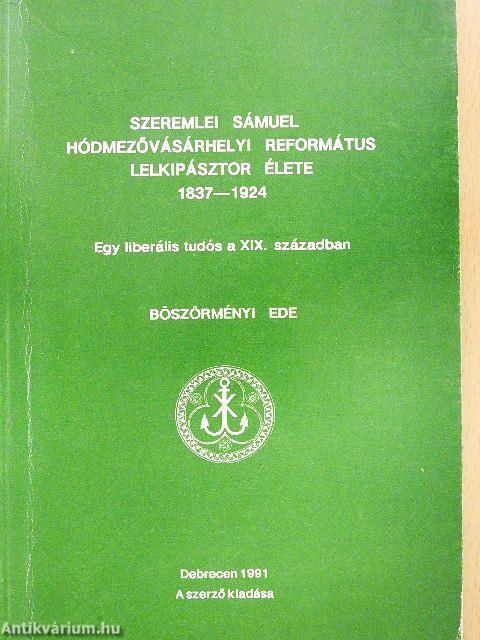 SZEREMLEI SÁMUEL
HÓDMEZŐVÁSÁRHELYI REFORMÁTUS
LELKIPÁSZTOR ÉLETE
1837—1924
Egy liberális tudós a XIX. században
BÖSZÖRMÉNYI EDE
Debrecen 1991
A szerző kiadása
Antikvárium.hu